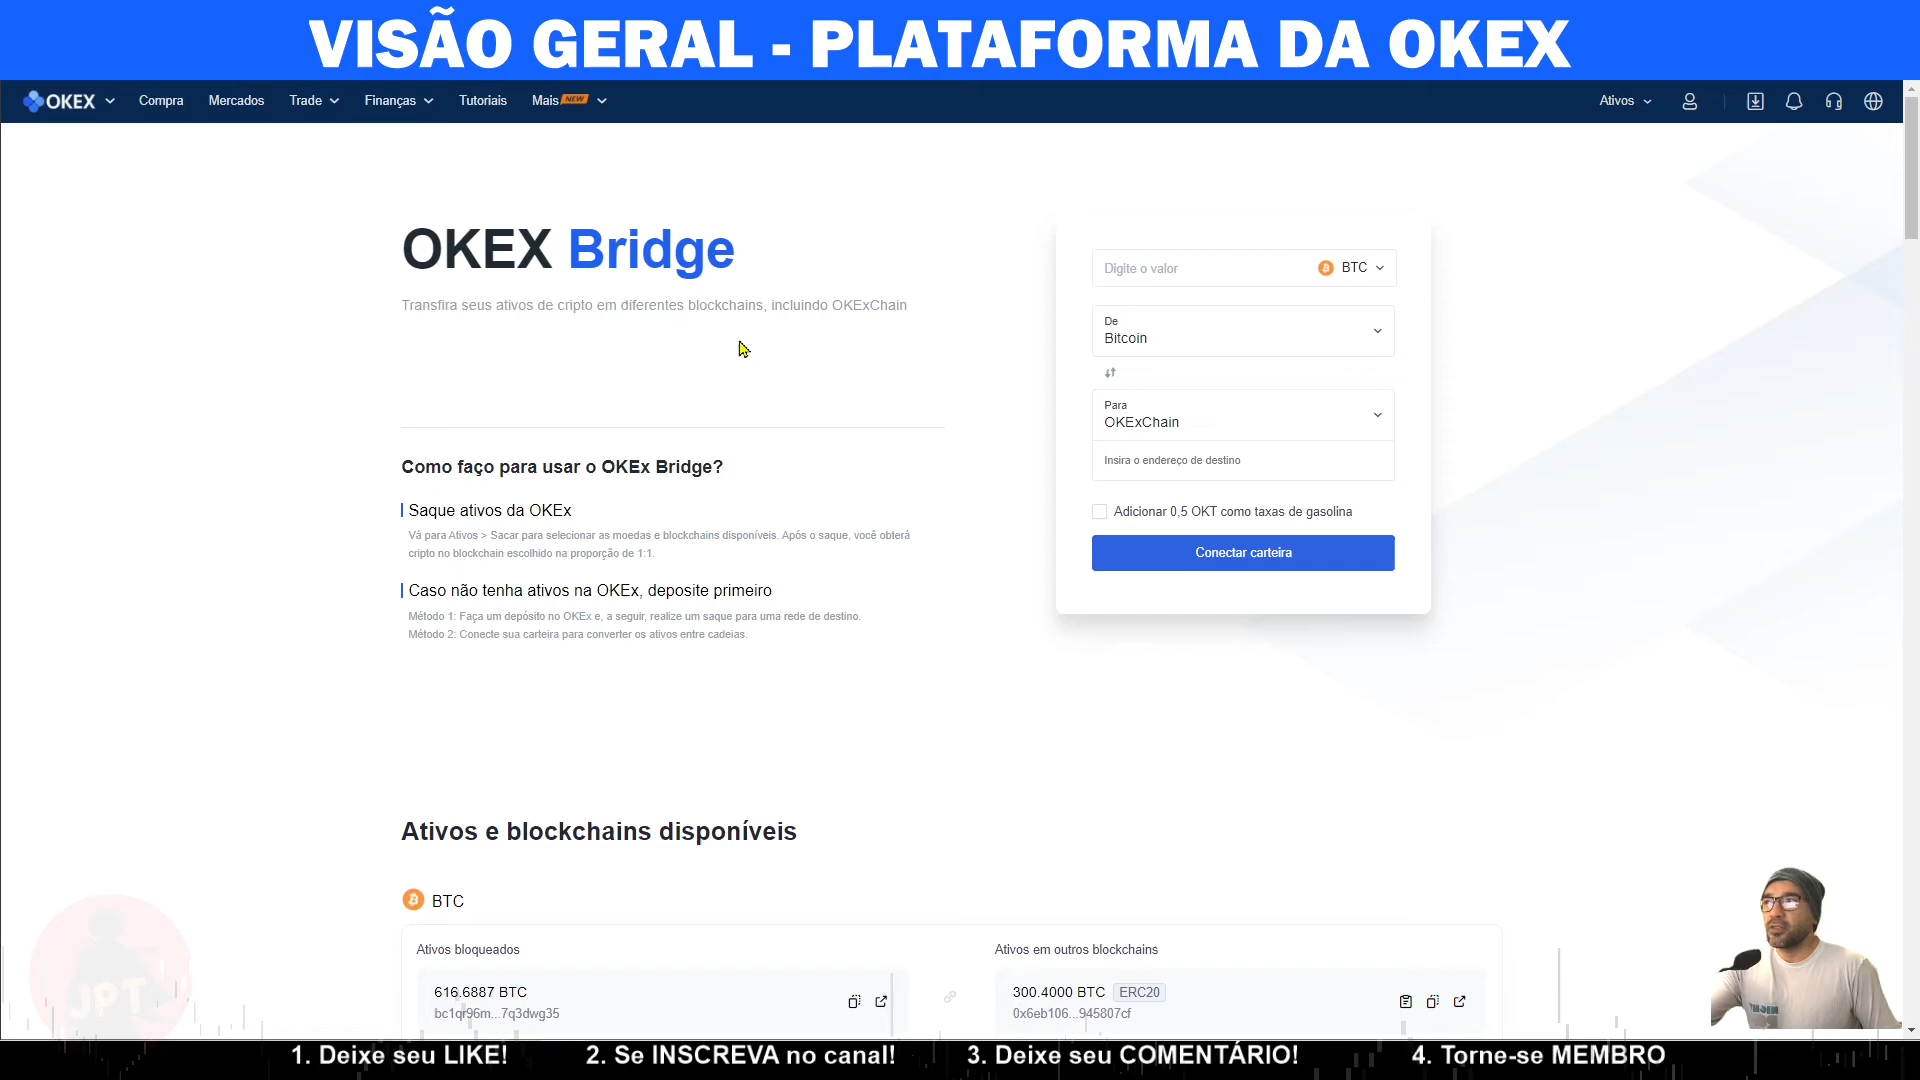 VISÃO GERAL - PLATAFORMA DA OKEX
OKEX Compra Mercados Trade Finanças Tutoriais Mais NEW Ativos
OKEX Bridge
Transfira seus ativos de cripto em diferentes blockchains, incluindo OKExChain
Digite o valor BTC
De
Bitcoin
Para
OKExChain
Insira o endereço de destino
Adicionar 0,5 OKT como taxas de gasolina
Conectar carteira
Como faço para usar o OKEx Bridge?
Saque ativos da OKEx
Vá para Ativos > Sacar para selecionar as moedas e blockchains disponíveis. Após o saque, você obterá
cripto no blockchain escolhido na proporção de 1:1.
Caso não tenha ativos na OKEx, deposite primeiro
Método 1: Faça um depósito no OKEx e, a seguir, realize um saque para uma rede de destino.
Método 2: Conecte sua carteira para converter os ativos entre cadeias.
Ativos e blockchains disponíveis
BTC
Ativos bloqueados
616.6887 BTC
bc1qr96m...7q3dwg35
Ativos em outros blockchains
300.4000 BTC ERC20
0x6eb106...945807cf
JPT
1. Deixe seu LIKE! 2. Se INSCREVA no canal! 3. Deixe seu COMENTÁRIO! 4. Torne-se MEMBRO